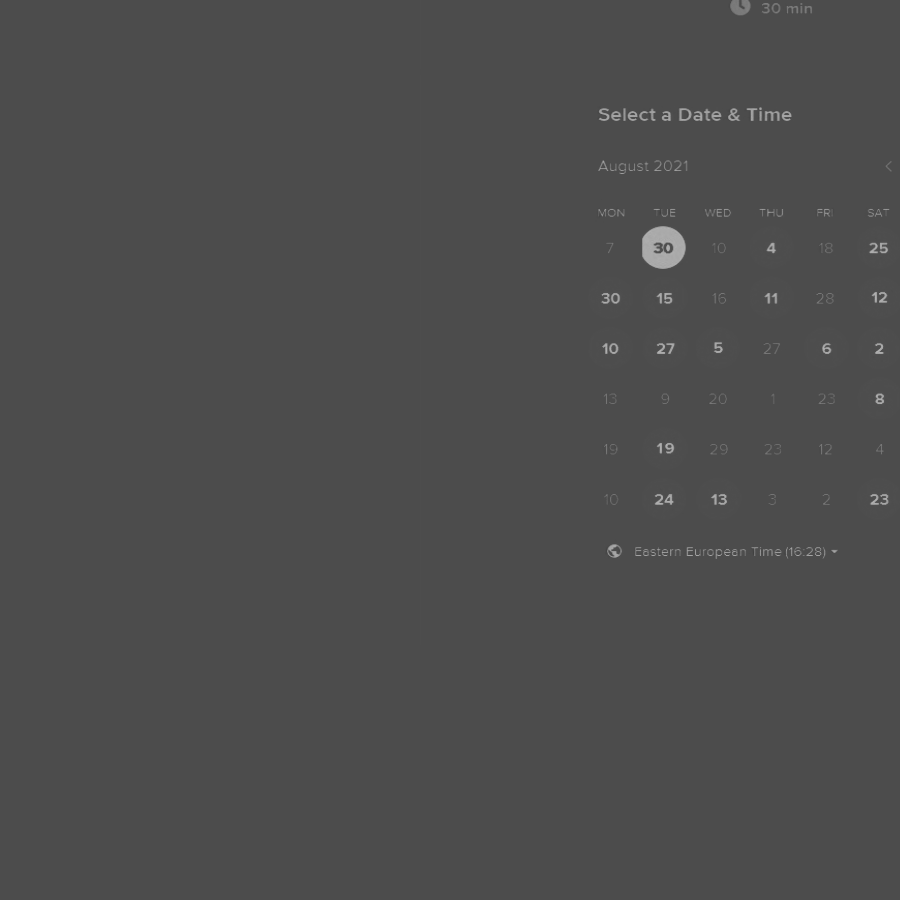 30 min
Select a Date & Time
August 2021
MON TUE WED THU FRI SAT
7 30 10 4 18 25
30 15 16 11 28 12
10 27 5 27 6 2
13 9 20 1 23 8
19 19 29 23 12 4
10 24 13 3 2 23
Eastern European Time (16:28)